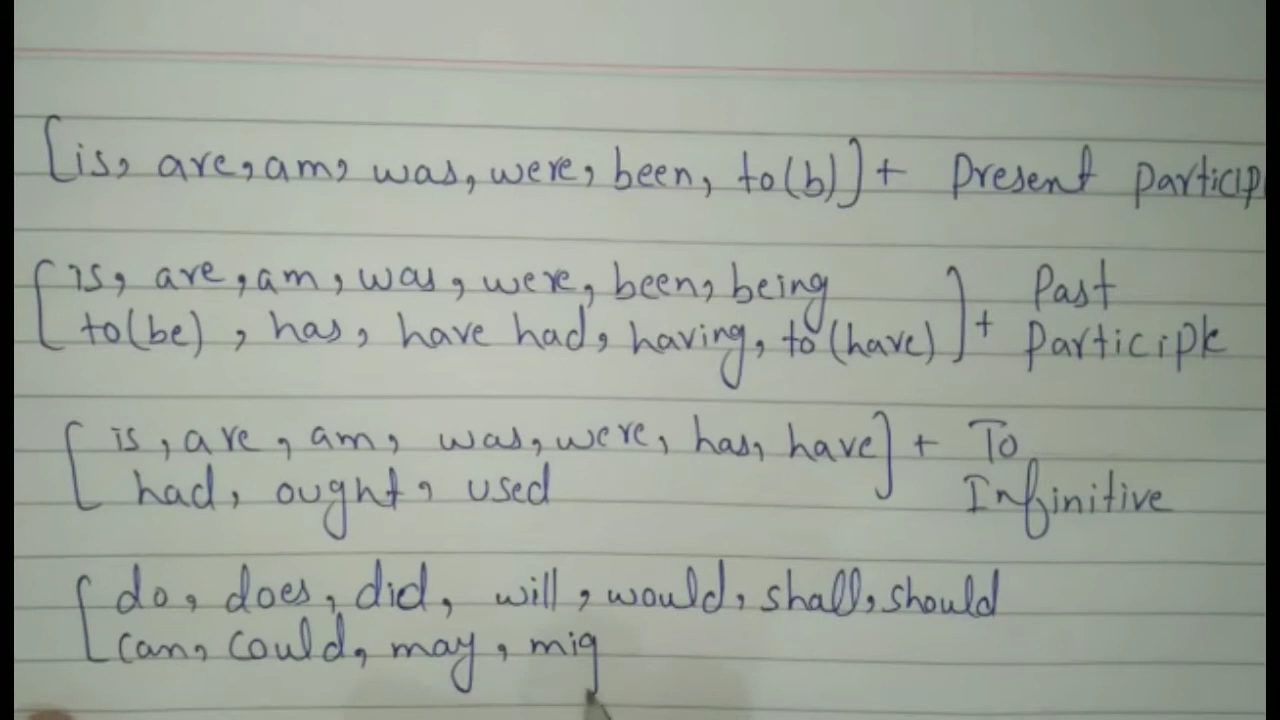 [is, are, am, was, were, been, to(b)] + Present particip
[is, are, am, was, were, been, being
to(be), has, have had, having, to(have)] + Past Participle
[is, are, am, was, were, has, have] + To
had, ought, used Infinitive
[do, does, did, will, would, shall, should
can, could, may, mig